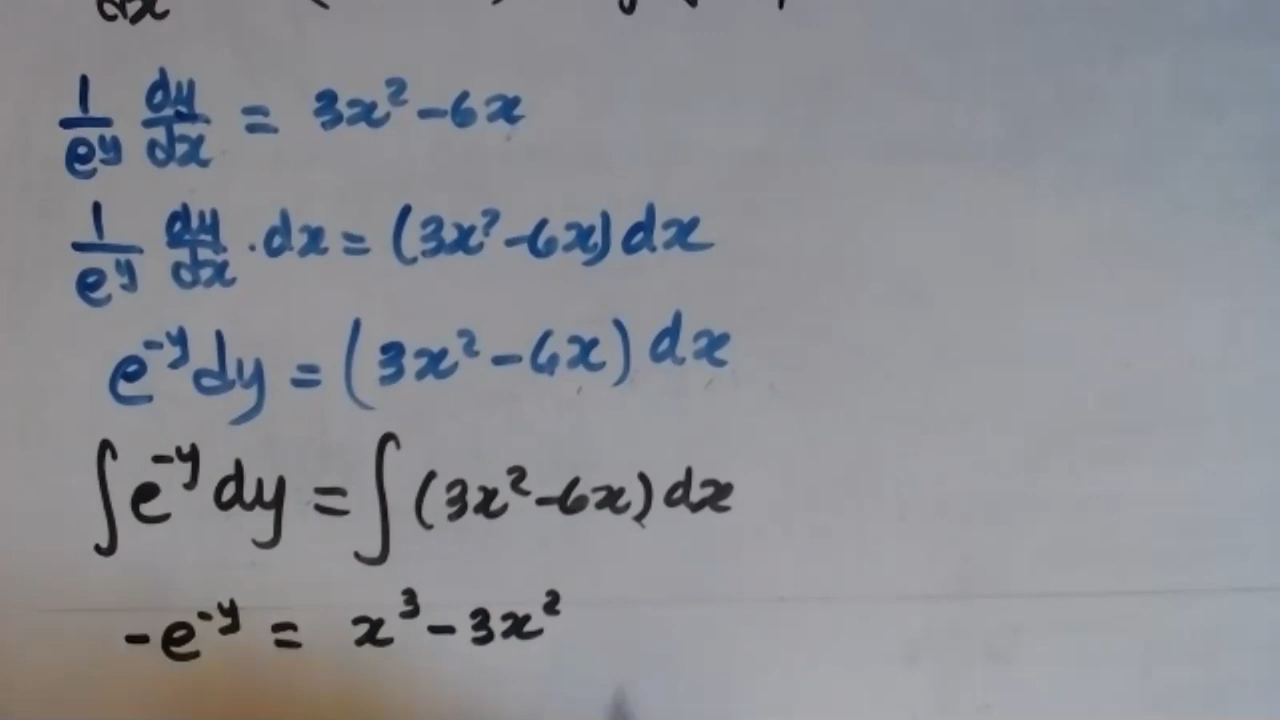 dx
1/e^y dy/dx = 3x² - 6x
1/e^y dy/dx · dx = (3x² - 6x) dx
e^-y dy = (3x² - 6x) dx
∫ e^-y dy = ∫ (3x² - 6x) dx
-e^-y = x³ - 3x²